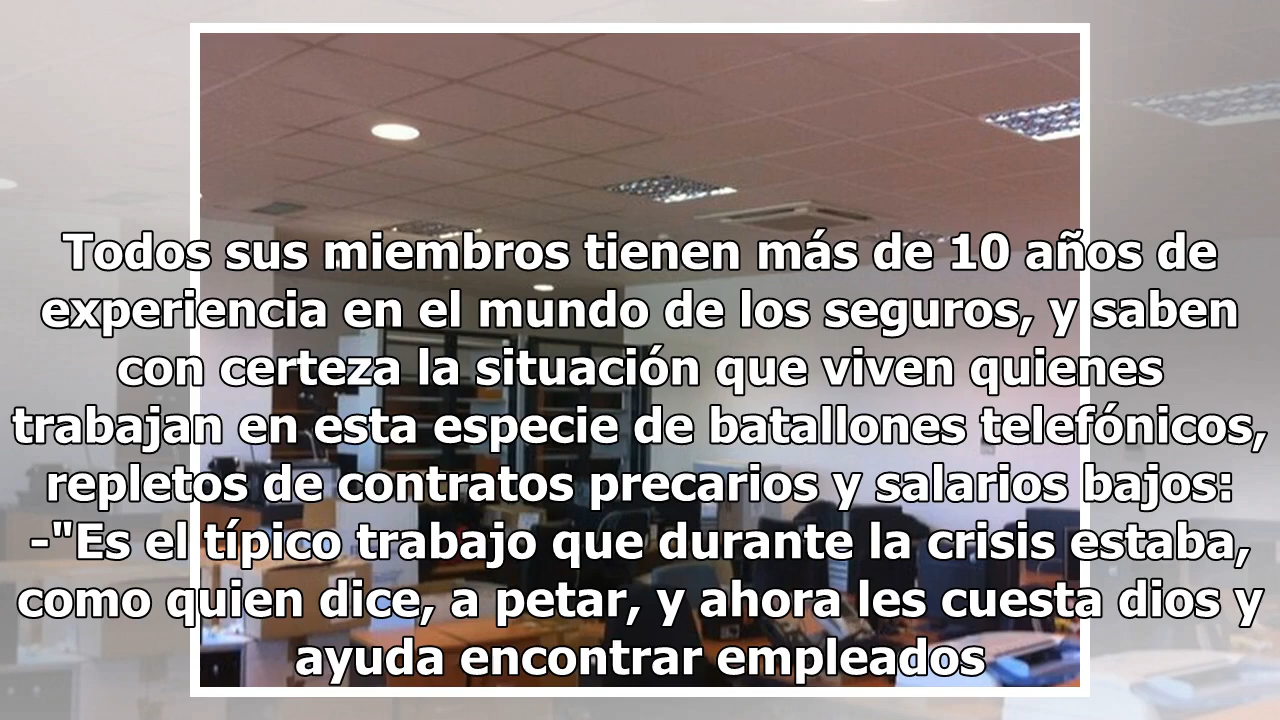 Todos sus miembros tienen más de 10 años de
experiencia en el mundo de los seguros, y saben
con certeza la situación que viven quienes
trabajan en esta especie de batallones telefónicos,
repletos de contratos precarios y salarios bajos:
-"Es el típico trabajo que durante la crisis estaba,
como quien dice, a petar, y ahora les cuesta dios y
ayuda encontrar empleados